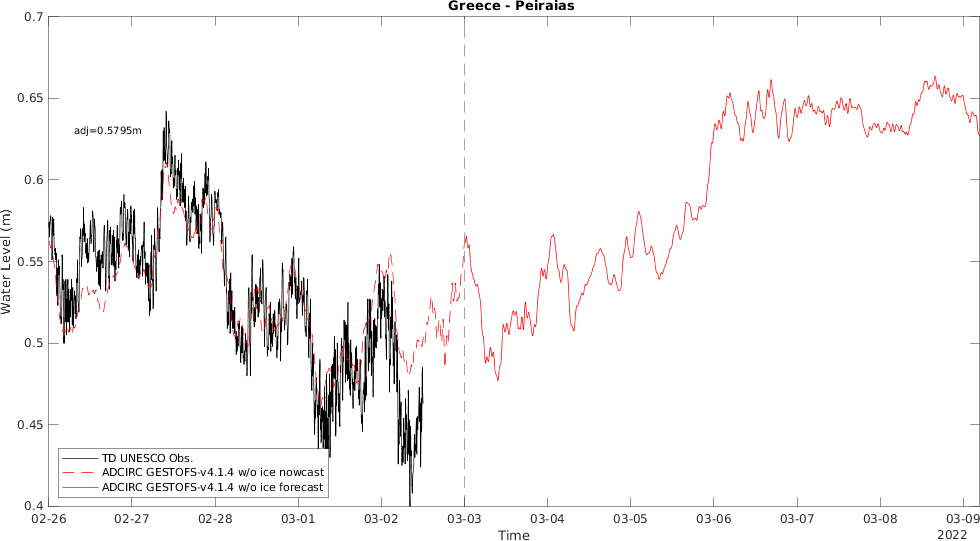 Greece - Peiraias
0.7
0.65
0.6
0.55
0.5
0.45
0.4
Water Level (m)
adj=0.5795m
TD UNESCO Obs.
ADCIRC GESTOFS-v4.1.4 w/o ice nowcast
ADCIRC GESTOFS-v4.1.4 w/o ice forecast
02-26 02-27 02-28 03-01 03-02 03-03 03-04 03-05 03-06 03-07 03-08 03-09
Time
2022